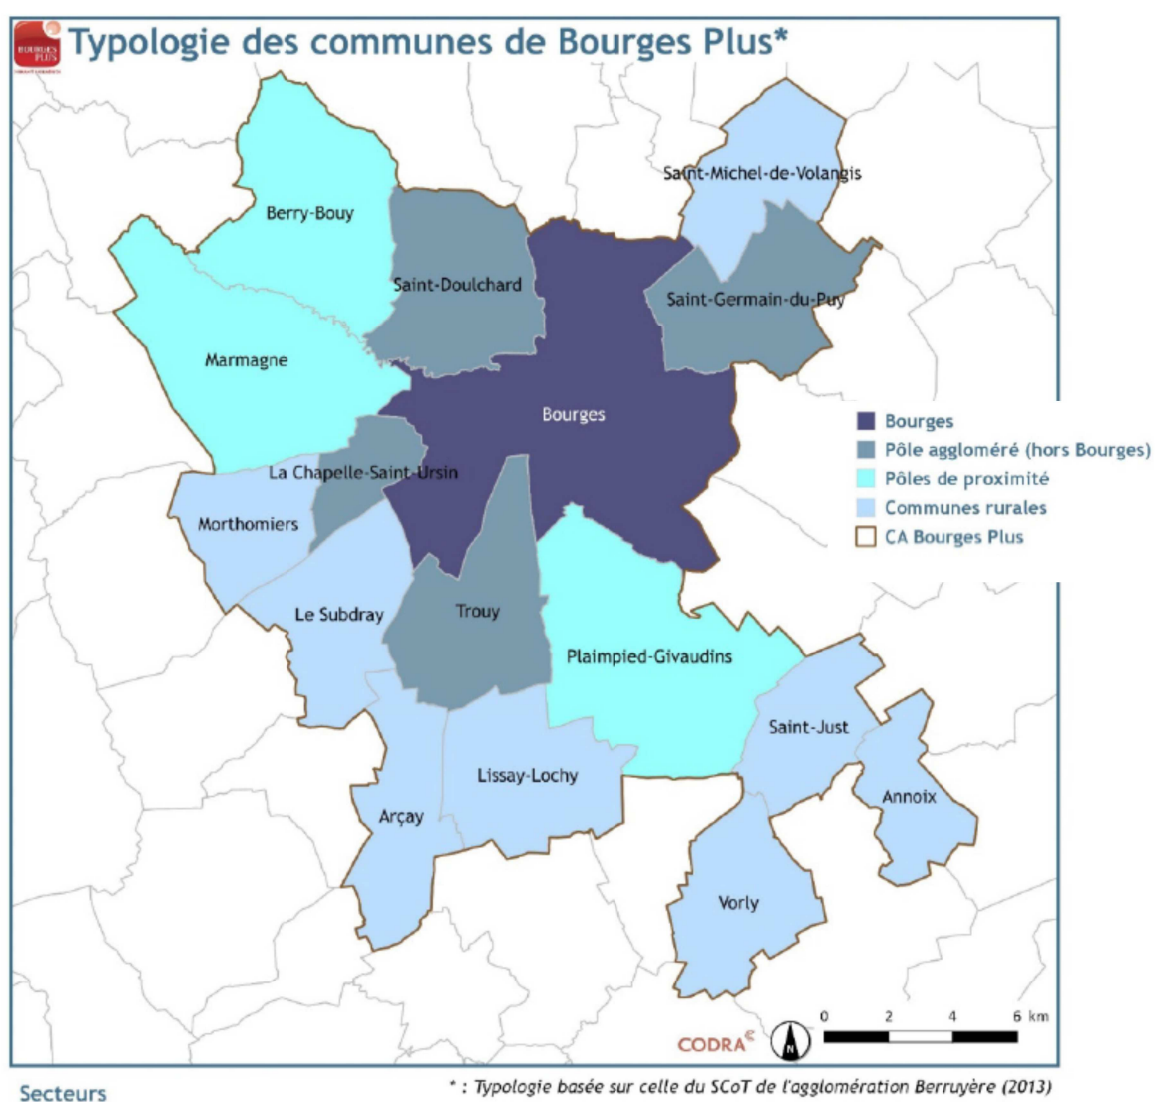 BOURGES
PLUS
Typologie des communes de Bourges Plus*
Saint-Michel-de-Volangis
Berry-Bouy
Saint-Doulchard
Saint-Germain-du-Puy
Marmagne
Bourges
Bourges
Pôle aggloméré (hors Bourges)
La Chapelle-Saint-Ursin
Pôles de proximité
Communes rurales
Morthomiers
CA Bourges Plus
Le Subdray
Trouy
Plaimpied-Givaudins
Saint-Just
Lissay-Lochy
Annoix
Arçay
Vorly
0 2 4 6 km
CODRA
N
* : Typologie basée sur celle du SCoT de l'agglomération Berruyère (2013)
Secteurs